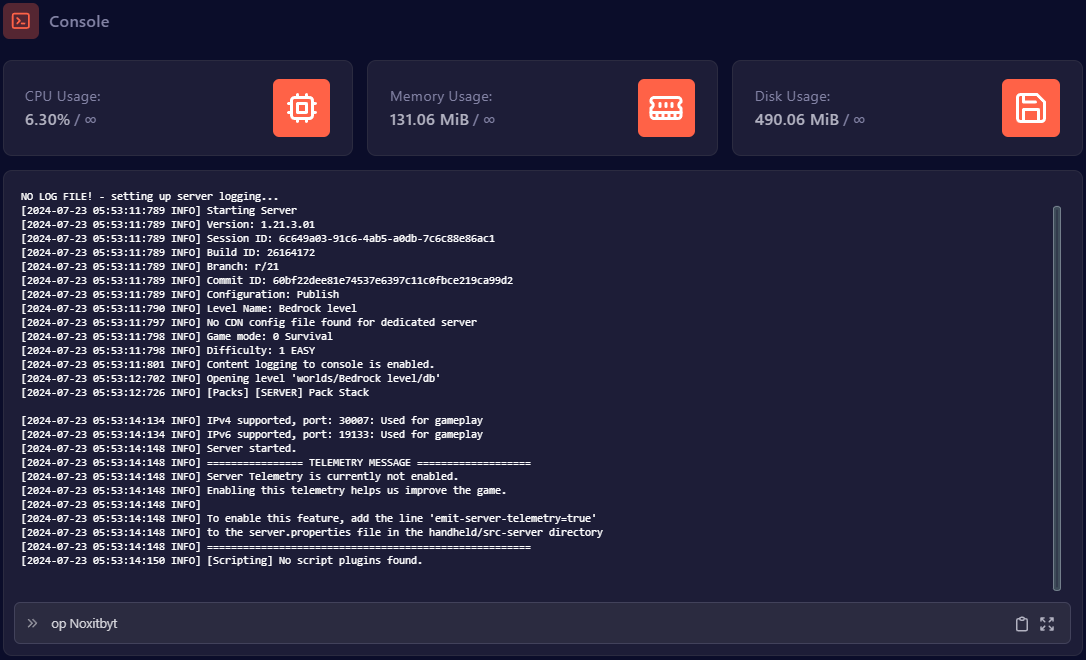 Console
CPU Usage:
6.30% / ∞
Memory Usage:
131.06 MiB / ∞
Disk Usage:
490.06 MiB / ∞
NO LOG FILE! - setting up server logging...
[2024-07-23 05:53:11:789 INFO] Starting Server
[2024-07-23 05:53:11:789 INFO] Version: 1.21.3.01
[2024-07-23 05:53:11:789 INFO] Session ID: 6c649a03-91c6-4ab5-a0db-7c6c88e86ac1
[2024-07-23 05:53:11:789 INFO] Build ID: 26164172
[2024-07-23 05:53:11:789 INFO] Branch: r/21
[2024-07-23 05:53:11:789 INFO] Commit ID: 60bf22dee81e74537e6397c11c0fbce219ca99d2
[2024-07-23 05:53:11:789 INFO] Configuration: Publish
[2024-07-23 05:53:11:790 INFO] Level Name: Bedrock level
[2024-07-23 05:53:11:797 INFO] No CDN config file found for dedicated server
[2024-07-23 05:53:11:798 INFO] Game mode: 0 Survival
[2024-07-23 05:53:11:798 INFO] Difficulty: 1 EASY
[2024-07-23 05:53:11:801 INFO] Content logging to console is enabled.
[2024-07-23 05:53:12:702 INFO] Opening level 'worlds/Bedrock level/db'
[2024-07-23 05:53:12:726 INFO] [Packs] [SERVER] Pack Stack
[2024-07-23 05:53:14:134 INFO] IPv4 supported, port: 30007: Used for gameplay
[2024-07-23 05:53:14:134 INFO] IPv6 supported, port: 19133: Used for gameplay
[2024-07-23 05:53:14:148 INFO] Server started.
[2024-07-23 05:53:14:148 INFO] ================ TELEMETRY MESSAGE ===================
[2024-07-23 05:53:14:148 INFO] Server Telemetry is currently not enabled.
[2024-07-23 05:53:14:148 INFO] Enabling this telemetry helps us improve the game.
[2024-07-23 05:53:14:148 INFO]
[2024-07-23 05:53:14:148 INFO] To enable this feature, add the line 'emit-server-telemetry=true'
[2024-07-23 05:53:14:148 INFO] to the server.properties file in the handheld/src-server directory
[2024-07-23 05:53:14:148 INFO] ======================================================
[2024-07-23 05:53:14:150 INFO] [Scripting] No script plugins found.
op Noxitbyt